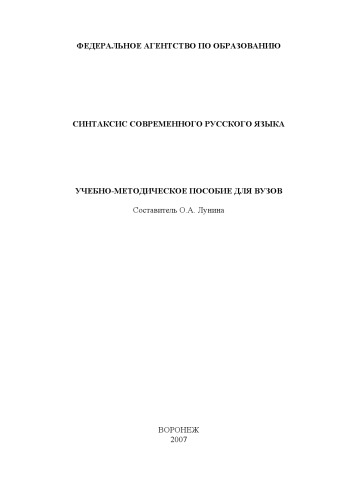 ФЕДЕРАЛЬНОЕ АГЕНТСТВО ПО ОБРАЗОВАНИЮ
СИНТАКСИС СОВРЕМЕННОГО РУССКОГО ЯЗЫКА
УЧЕБНО-МЕТОДИЧЕСКОЕ ПОСОБИЕ ДЛЯ ВУЗОВ
Составитель О.А. Лунина
ВОРОНЕЖ
2007